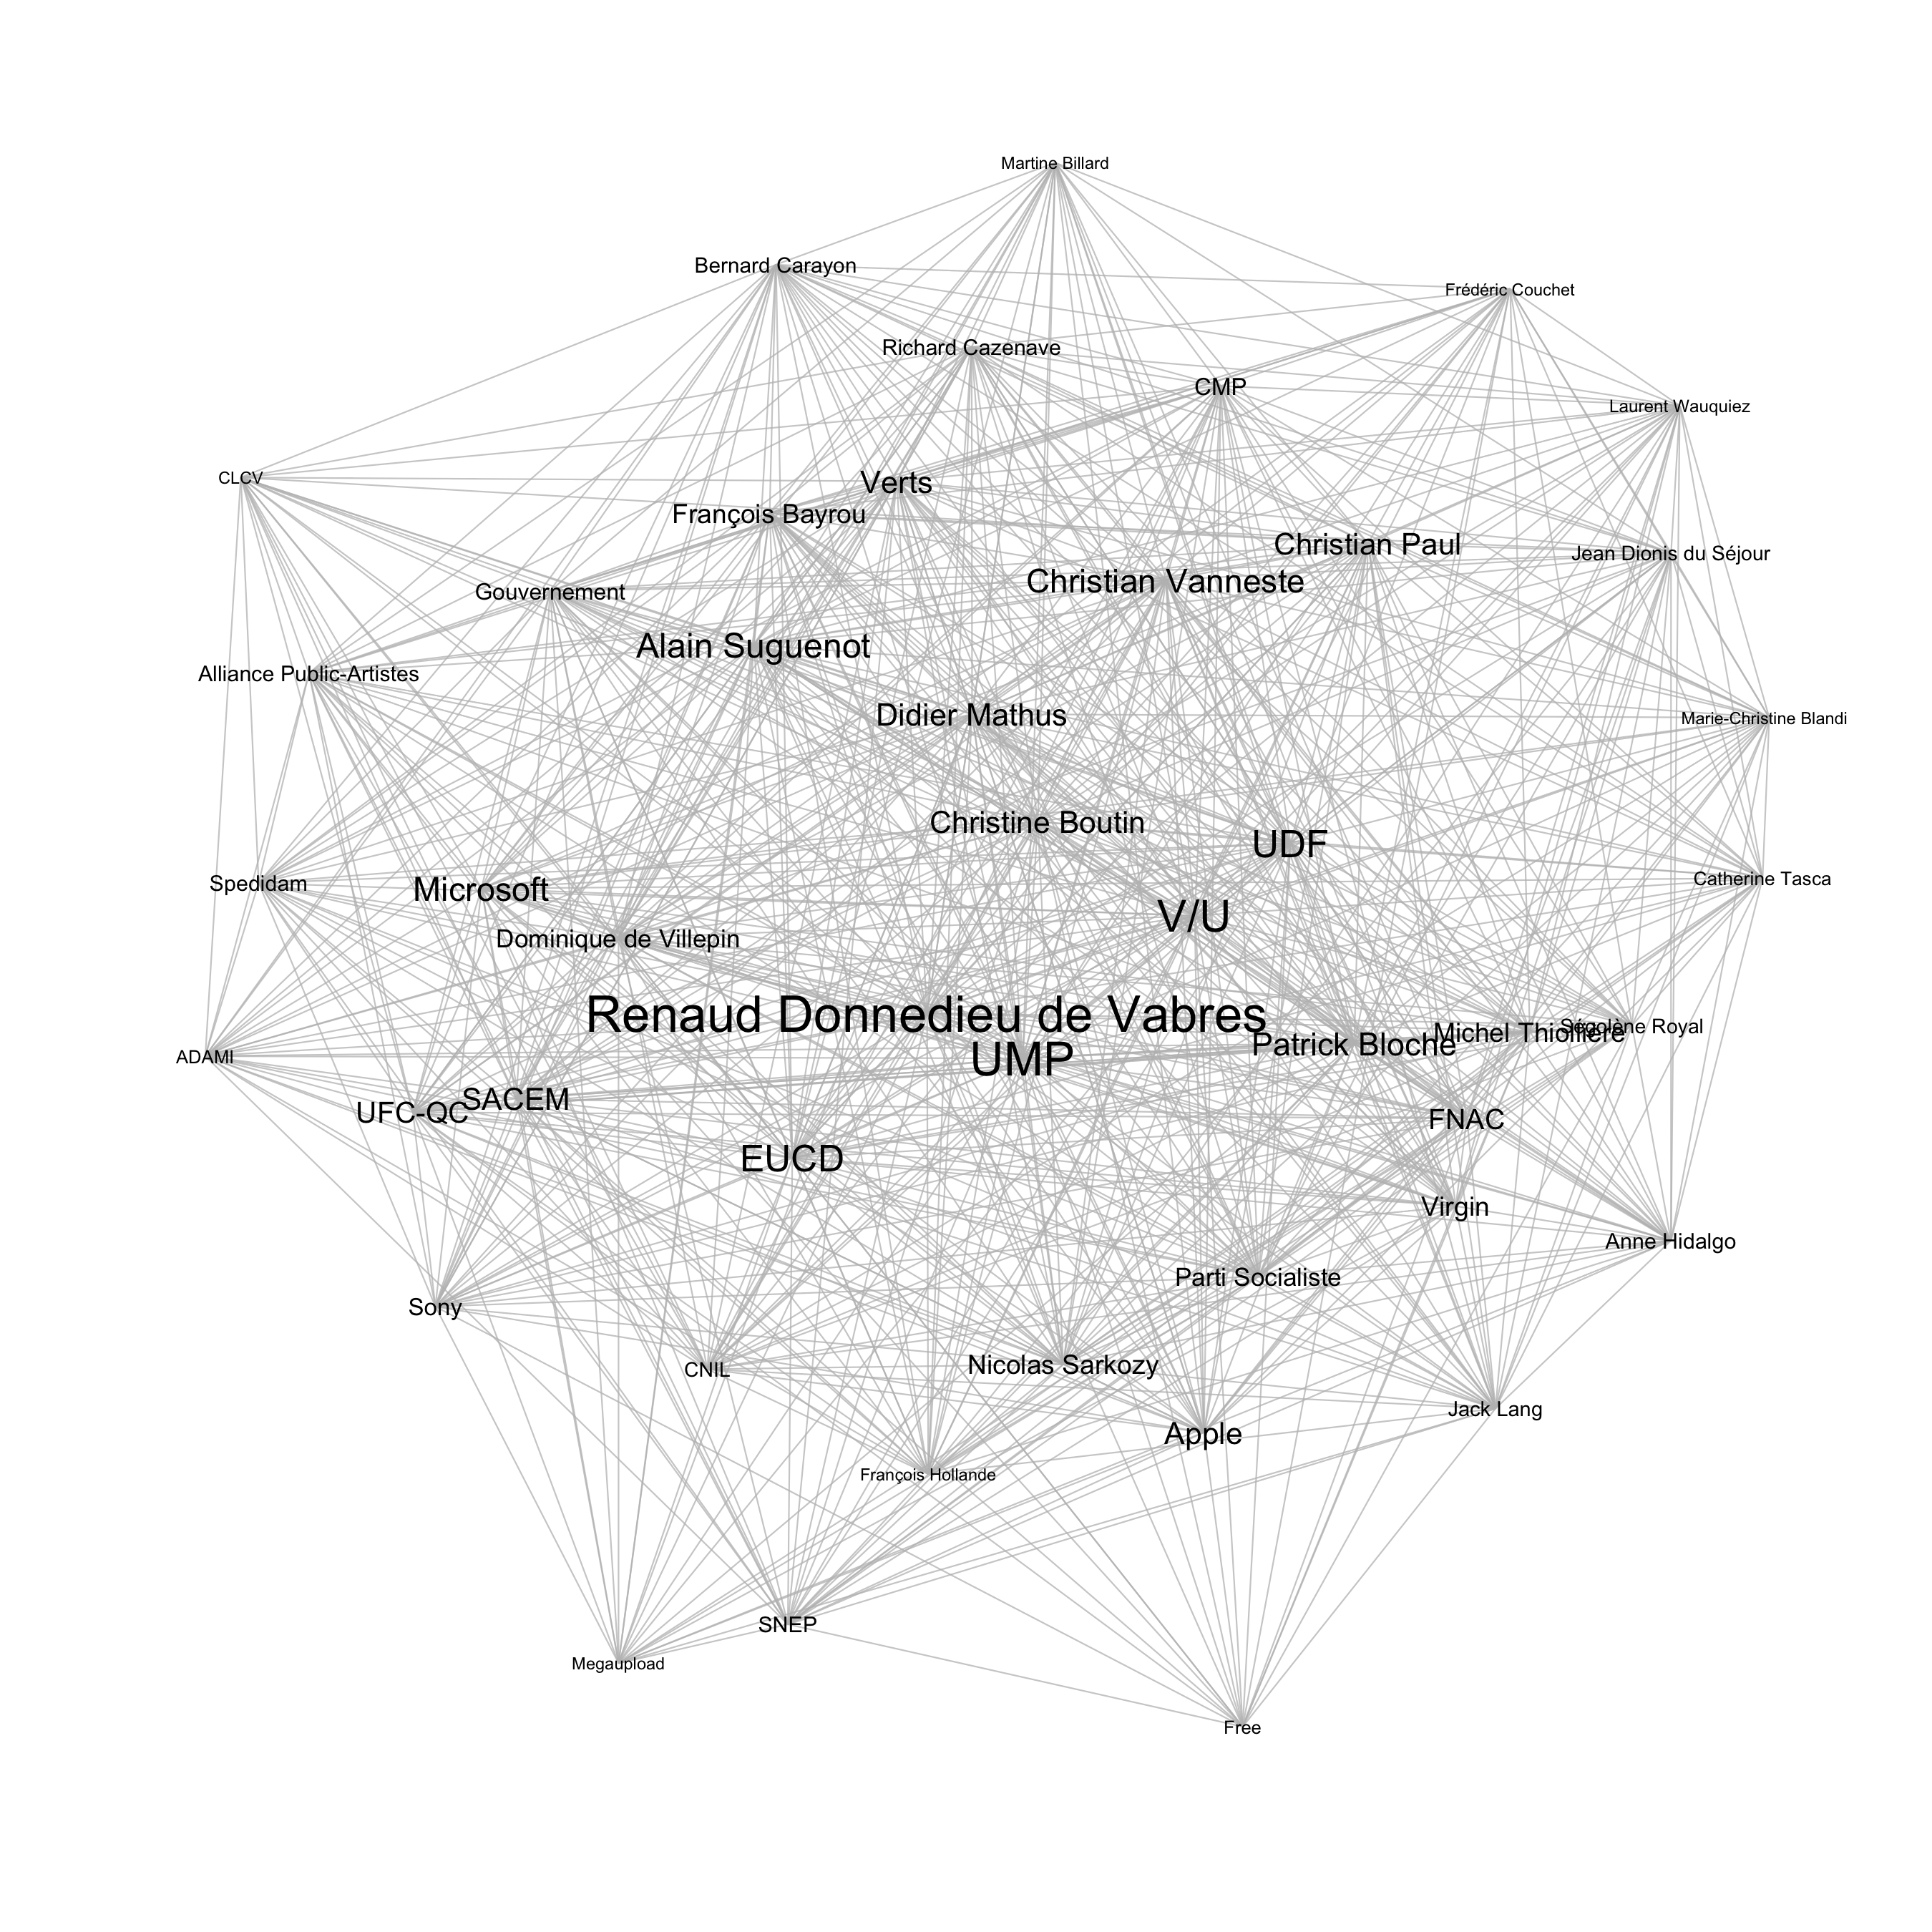 Martine Billard
Bernard Carayon
Frédéric Couchet
Richard Cazenave
CMP
Laurent Wauquiez
CLCV
Verts
François Bayrou
Christian Paul
Jean Dionis du Séjour
Christian Vanneste
Gouvernement
Alain Suguenot
Alliance Public-Artistes
Didier Mathus
Marie-Christine Blandi
Christine Boutin
UDF
Catherine Tasca
Spedidam
Microsoft
V/U
Dominique de Villepin
Renaud Donnedieu de Vabres
Ségolène Royal
Michel Thiollière
Patrick Bloche
UMP
ADAMI
SACEM
UFC-QC
FNAC
EUCD
Virgin
Anne Hidalgo
Parti Socialiste
Sony
Nicolas Sarkozy
CNIL
Jack Lang
Apple
François Hollande
SNEP
Megaupload
Free